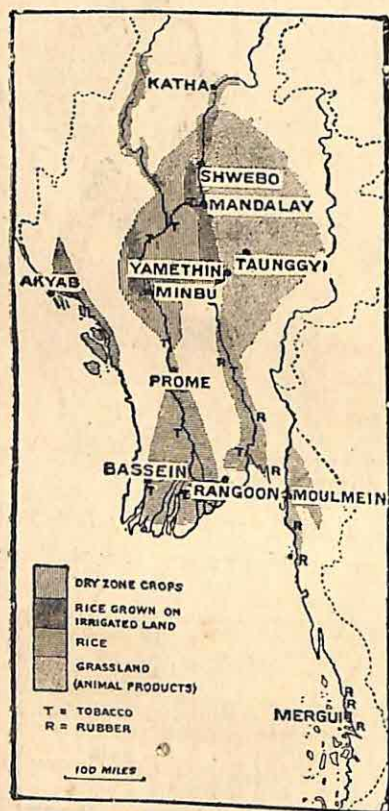 KATHA
SHWEBO
MANDALAY
T
T
YAMETHIN
TAUNGGY
AKYAB
MINBU
T
R
T
PROME
R
T
T
BASSEIN
T
T
RANGOON
MOULMEIN
R
R
DRY ZONE CROPS
RICE GROWN ON
IRRIGATED LAND
RICE
GRASSLAND
(ANIMAL PRODUCTS)
T = TOBACCO
R = RUBBER
MERGUI
R
R
R
R
100 MILES